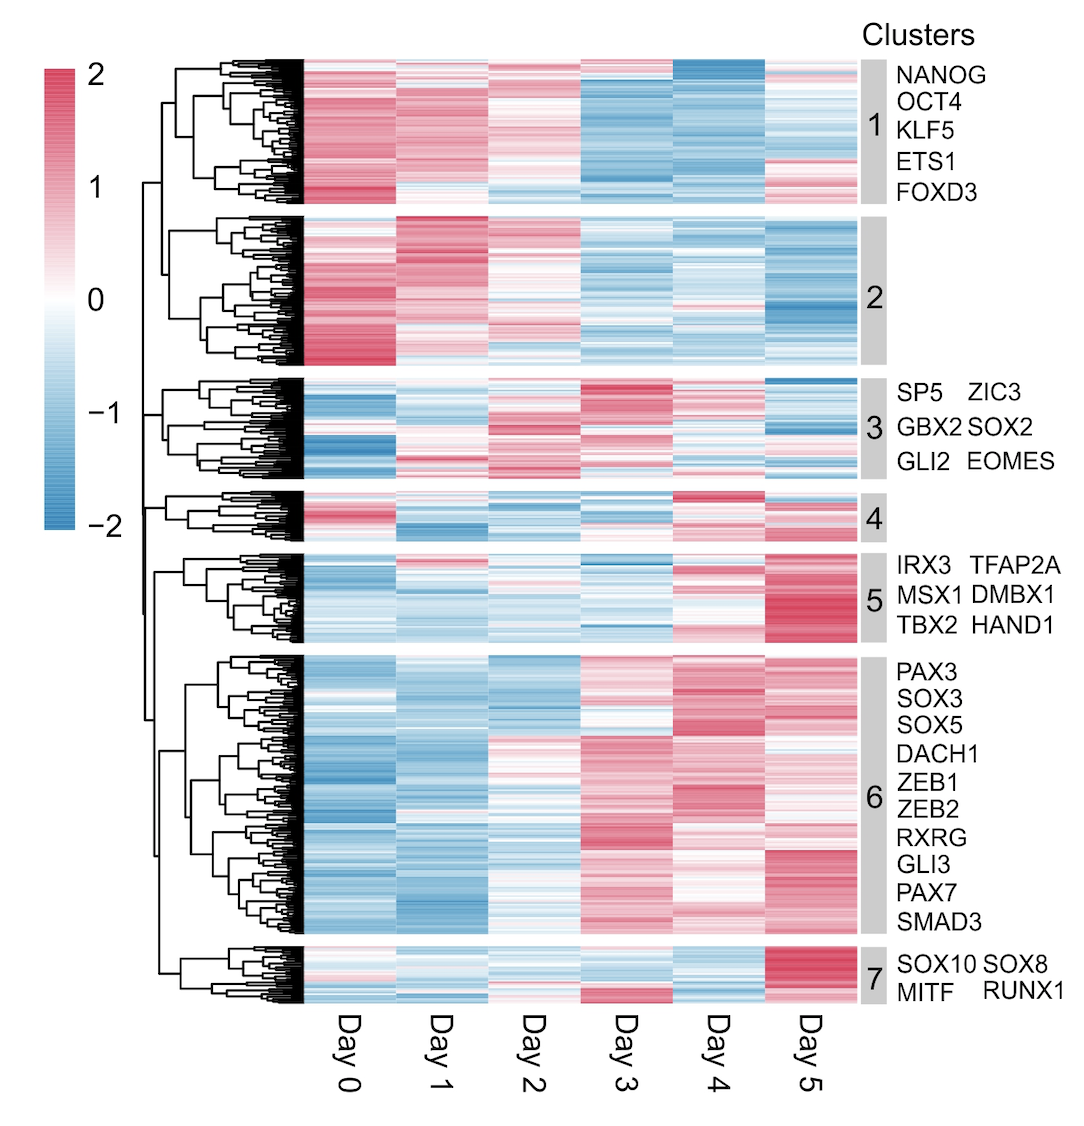 Clusters
2
1
0
−1
−2
1
NANOG
OCT4
KLF5
ETS1
FOXD3
2
3
SP5 ZIC3
GBX2 SOX2
GLI2 EOMES
4
5
IRX3 TFAP2A
MSX1 DMBX1
TBX2 HAND1
6
PAX3
SOX3
SOX5
DACH1
ZEB1
ZEB2
RXRG
GLI3
PAX7
SMAD3
7
SOX10 SOX8
MITF RUNX1
Day 0
Day 1
Day 2
Day 3
Day 4
Day 5